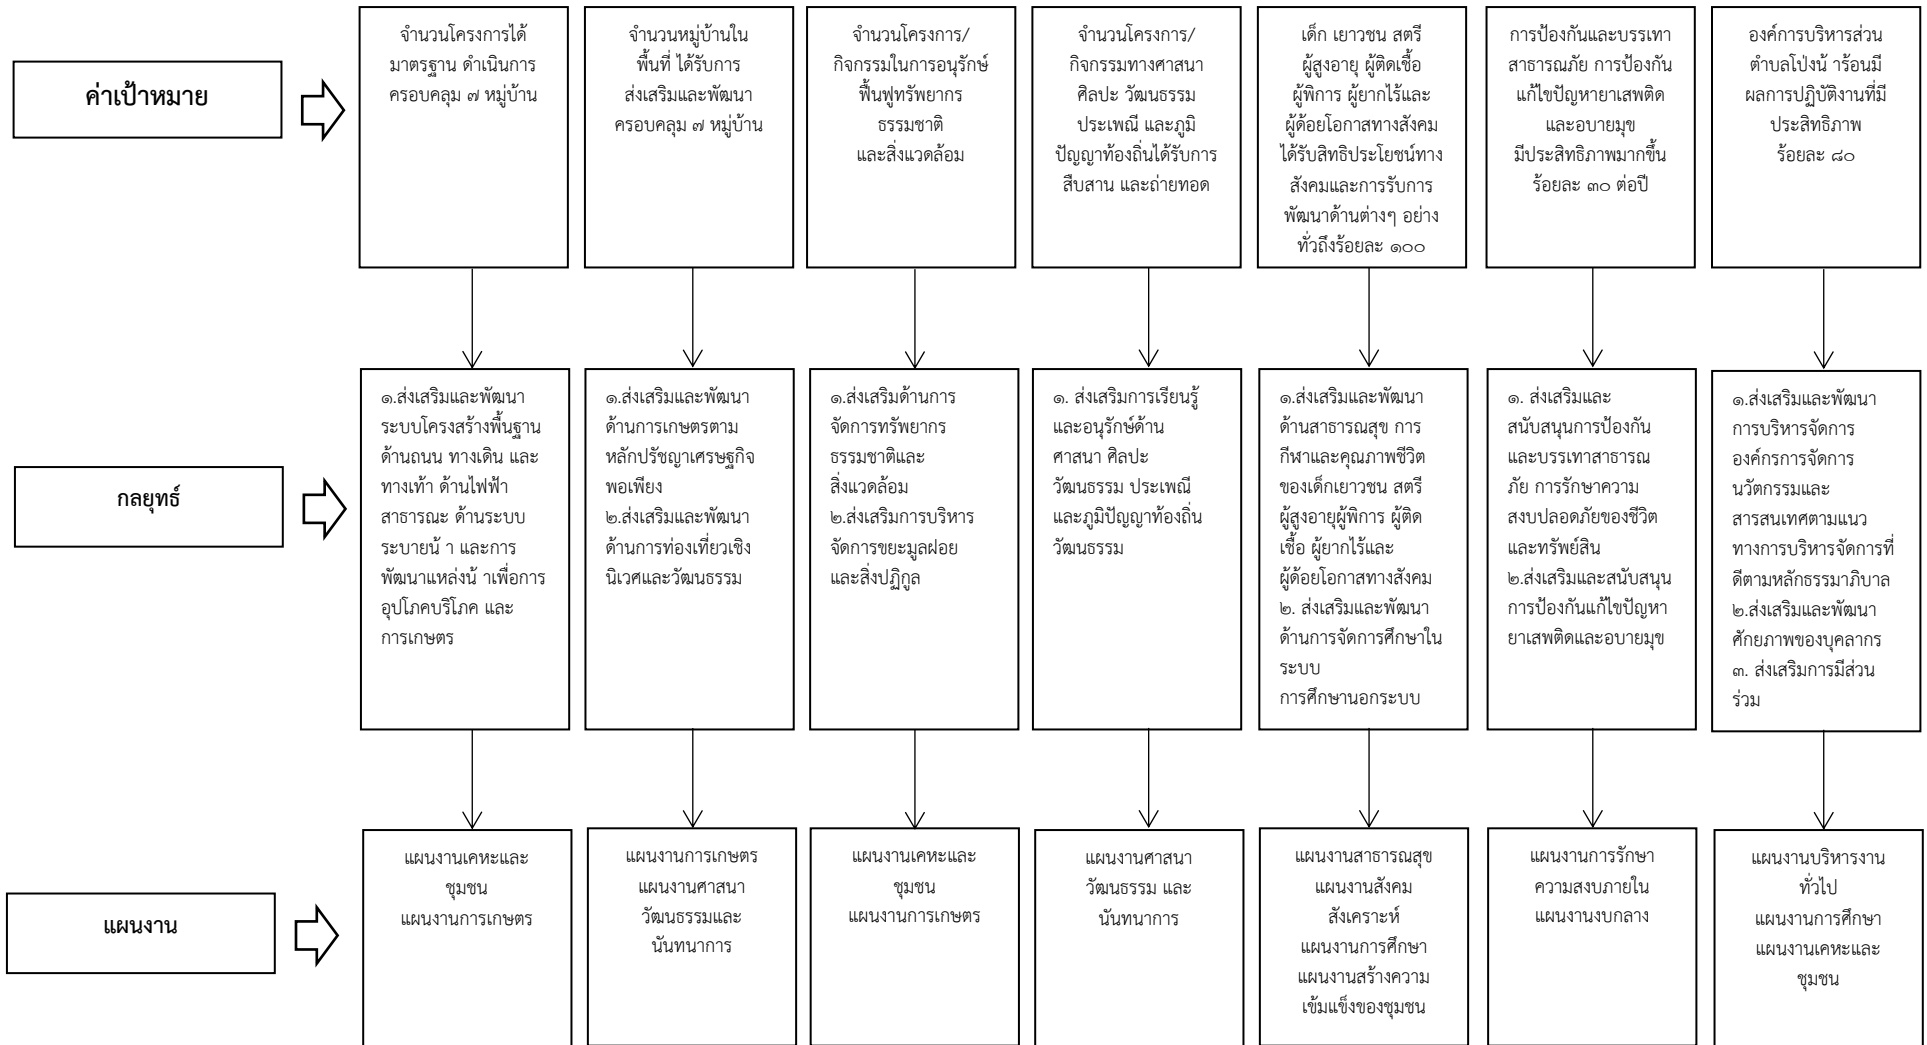 ค่าเป้าหมาย
จำนวนโครงการได้
มาตรฐาน ดำเนินการ
ครอบคลุม ๗ หมู่บ้าน
จำนวนหมู่บ้านใน
พื้นที่ ได้รับการ
ส่งเสริมและพัฒนา
ครอบคลุม ๗ หมู่บ้าน
จำนวนโครงการ/
กิจกรรมในการอนุรักษ์
ฟื้นฟูทรัพยากร
ธรรมชาติ
และสิ่งแวดล้อม
จำนวนโครงการ/
กิจกรรมทางศาสนา
ศิลปะ วัฒนธรรม
ประเพณี และภูมิ
ปัญญาท้องถิ่นได้รับการ
สืบสาน และถ่ายทอด
เด็ก เยาวชน สตรี
ผู้สูงอายุ ผู้ติดเชื้อ
ผู้พิการ ผู้ยากไร้และ
ผู้ด้อยโอกาสทางสังคม
ได้รับสิทธิประโยชน์ทาง
สังคมและการรับการ
พัฒนาด้านต่างๆ อย่าง
ทั่วถึงร้อยละ ๑๐๐
การป้องกันและบรรเทา
สาธารณภัย การป้องกัน
แก้ไขปัญหายาเสพติด
และอบายมุข
มีประสิทธิภาพมากขึ้น
ร้อยละ ๓๐ ต่อปี
องค์การบริหารส่วน
ตำบลโป่งน้ าร้อนมี
ผลการปฏิบัติงานที่มี
ประสิทธิภาพ
ร้อยละ ๘๐
กลยุทธ์
๑.ส่งเสริมและพัฒนา
ระบบโครงสร้างพื้นฐาน
ด้านถนน ทางเดิน และ
ทางเท้า ด้านไฟฟ้า
สาธารณะ ด้านระบบ
ระบายน้ า และการ
พัฒนาแหล่งน้ าเพื่อการ
อุปโภคบริโภค และ
การเกษตร
๑.ส่งเสริมและพัฒนา
ด้านการเกษตรตาม
หลักปรัชญาเศรษฐกิจ
พอเพียง
๒.ส่งเสริมและพัฒนา
ด้านการท่องเที่ยวเชิง
นิเวศและวัฒนธรรม
๑.ส่งเสริมด้านการ
จัดการทรัพยากร
ธรรมชาติและ
สิ่งแวดล้อม
๒.ส่งเสริมการบริหาร
จัดการขยะมูลฝอย
และสิ่งปฏิกูล
๑. ส่งเสริมการเรียนรู้
และอนุรักษ์ด้าน
ศาสนา ศิลปะ
วัฒนธรรม ประเพณี
และภูมิปัญญาท้องถิ่น
วัฒนธรรม
๑.ส่งเสริมและพัฒนา
ด้านสาธารณสุข การ
กีฬาและคุณภาพชีวิต
ของเด็กเยาวชน สตรี
ผู้สูงอายุผู้พิการ ผู้ติด
เชื้อ ผู้ยากไร้และ
ผู้ด้อยโอกาสทางสังคม
๒. ส่งเสริมและพัฒนา
ด้านการจัดการศึกษาใน
ระบบ
การศึกษานอกระบบ
๑. ส่งเสริมและ
สนับสนุนการป้องกัน
และบรรเทาสาธารณ
ภัย การรักษาความ
สงบปลอดภัยของชีวิต
และทรัพย์สิน
๒.ส่งเสริมและสนับสนุน
การป้องกันแก้ไขปัญหา
ยาเสพติดและอบายมุข
๑.ส่งเสริมและพัฒนา
การบริหารจัดการ
องค์กรการจัดการ
นวัตกรรมและ
สารสนเทศตามแนว
ทางการบริหารจัดการที่
ดีตามหลักธรรมาภิบาล
๒.ส่งเสริมและพัฒนา
ศักยภาพของบุคลากร
๓. ส่งเสริมการมีส่วน
ร่วม
แผนงาน
แผนงานเคหะและ
ชุมชน
แผนงานการเกษตร
แผนงานการเกษตร
แผนงานศาสนา
วัฒนธรรมและ
นันทนาการ
แผนงานเคหะและ
ชุมชน
แผนงานการเกษตร
แผนงานศาสนา
วัฒนธรรม และ
นันทนาการ
แผนงานสาธารณสุข
แผนงานสังคม
สังเคราะห์
แผนงานการศึกษา
แผนงานสร้างความ
เข้มแข็งของชุมชน
แผนงานการรักษา
ความสงบภายใน
แผนงานงบกลาง
แผนงานบริหารงาน
ทั่วไป
แผนงานการศึกษา
แผนงานเคหะและ
ชุมชน